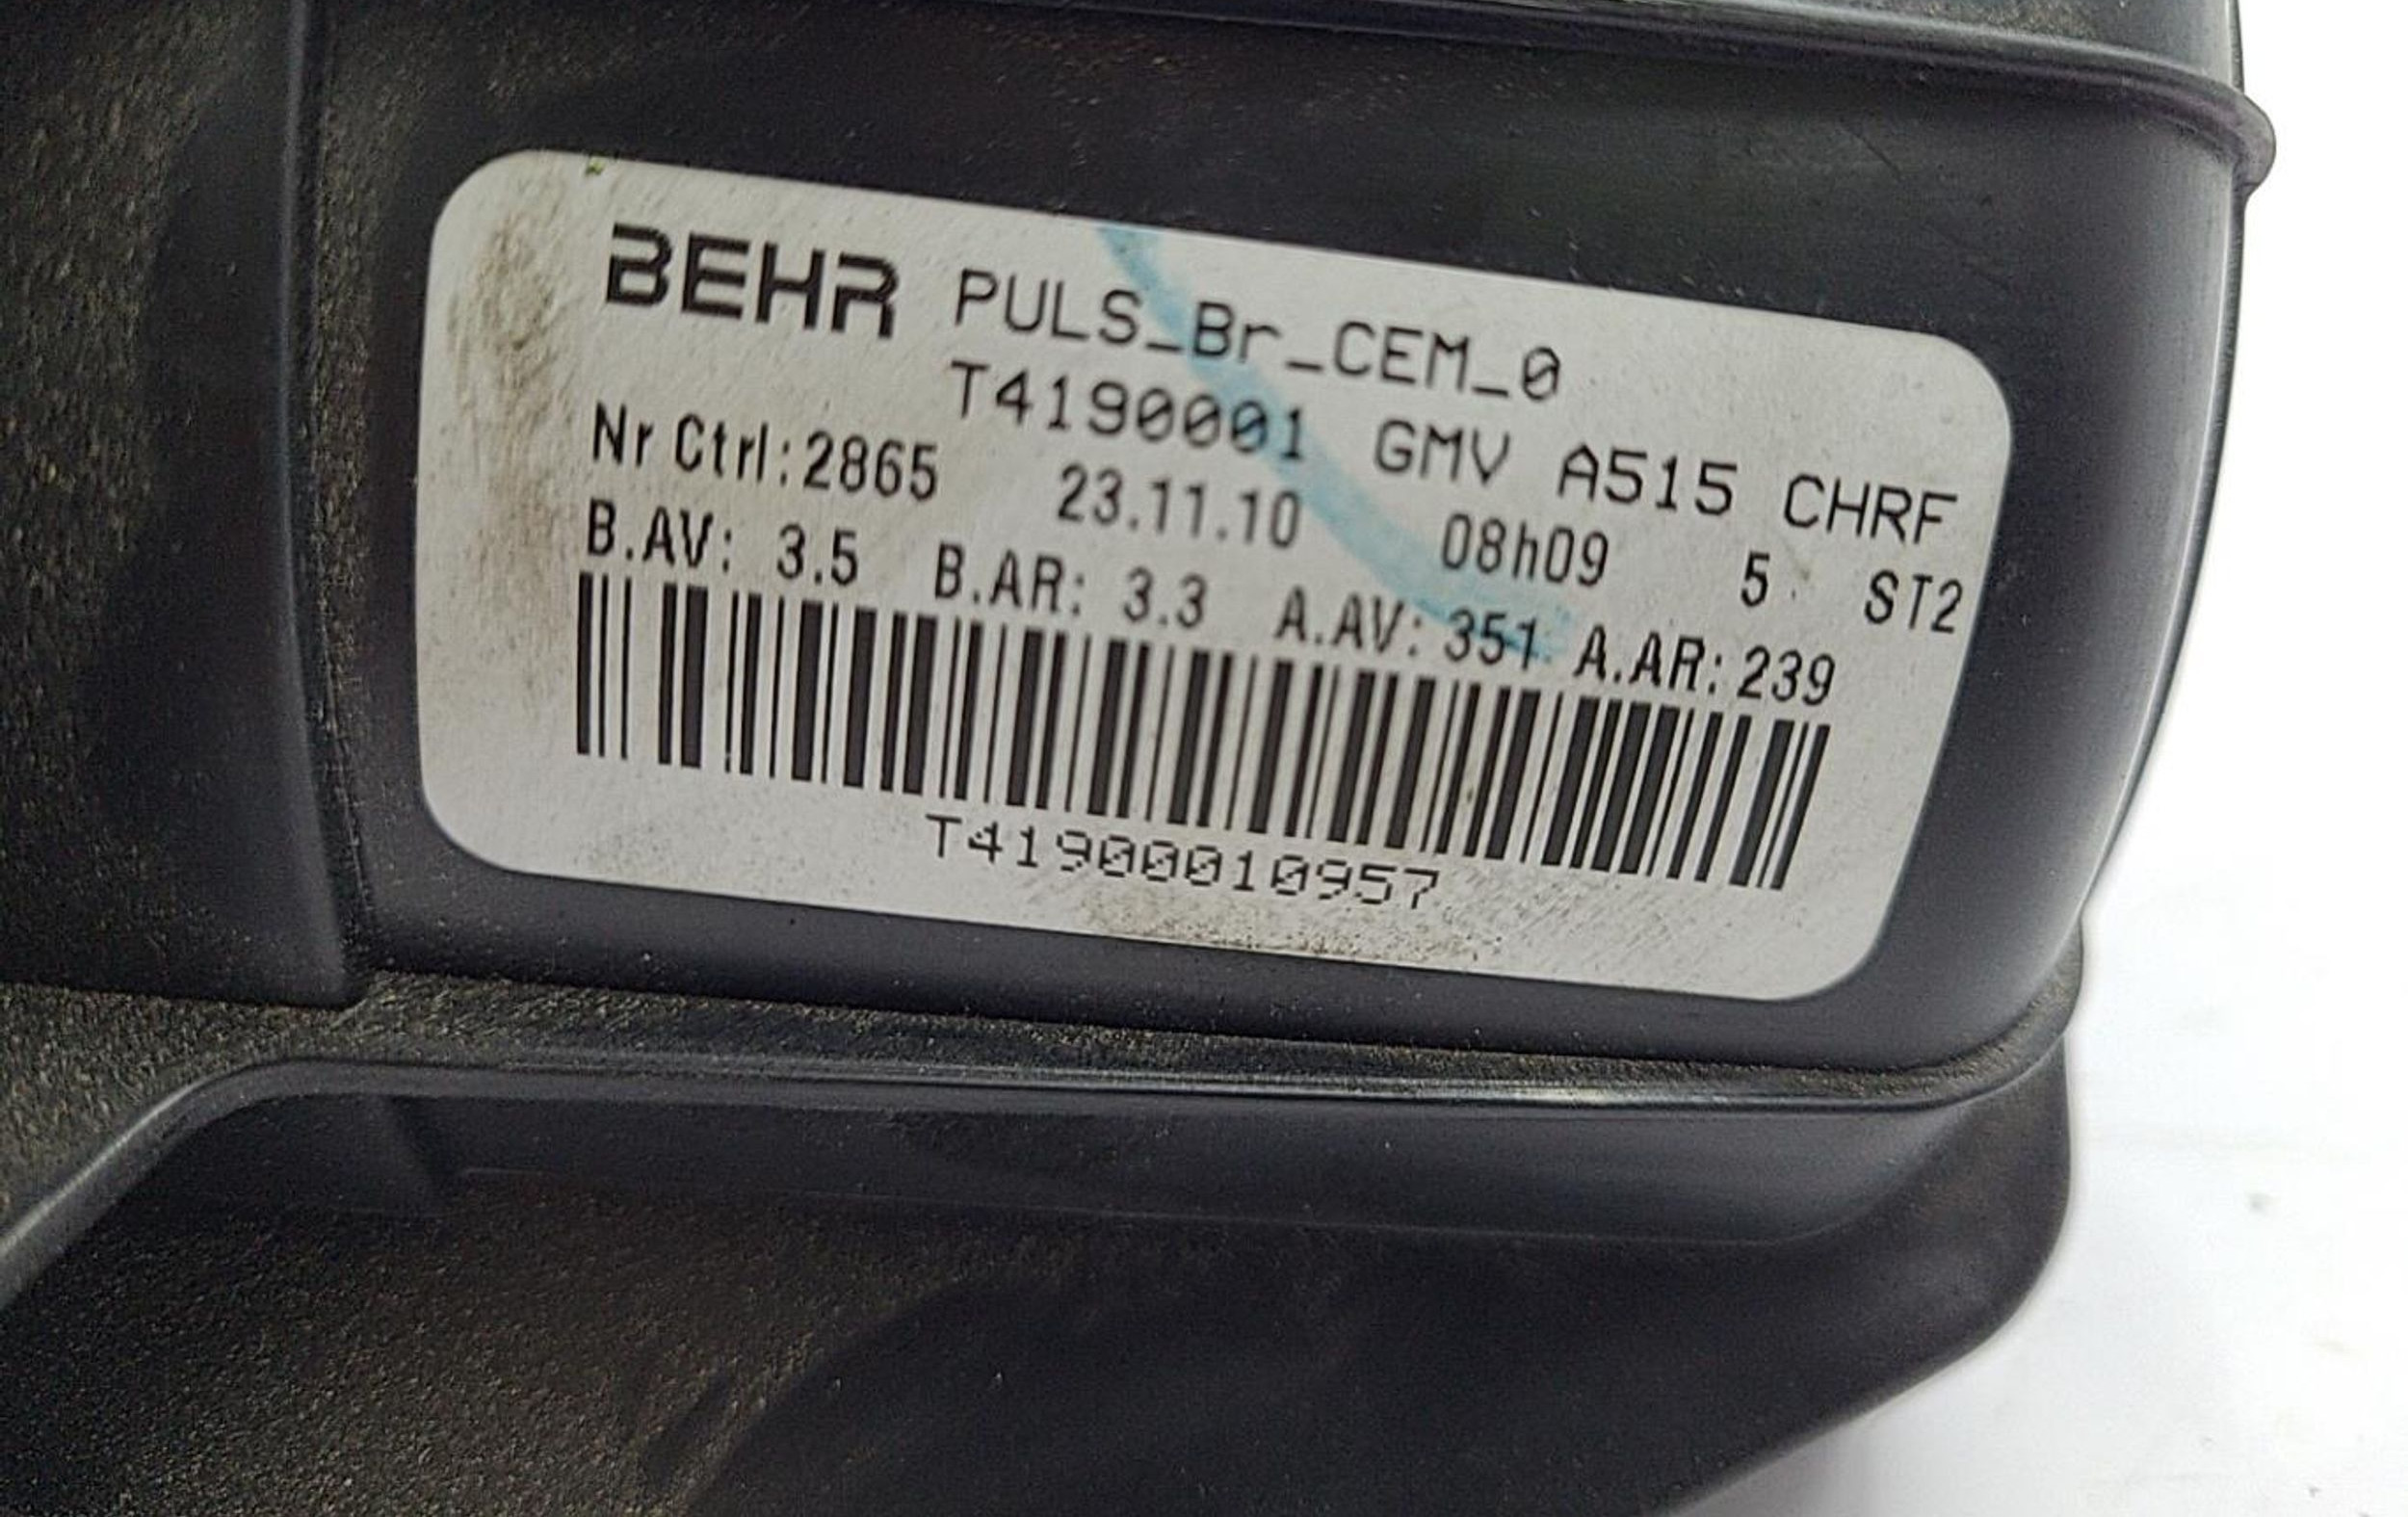 BEHR PULS_Br_CEM_0
T4190001 GMV A515 CHRF
Nr Ctrl:2865 23.11.10 08h09 5 ST2
B.AV: 3.5 B.AR: 3.3 A.AV: 351 A.AR: 239
T41900010957